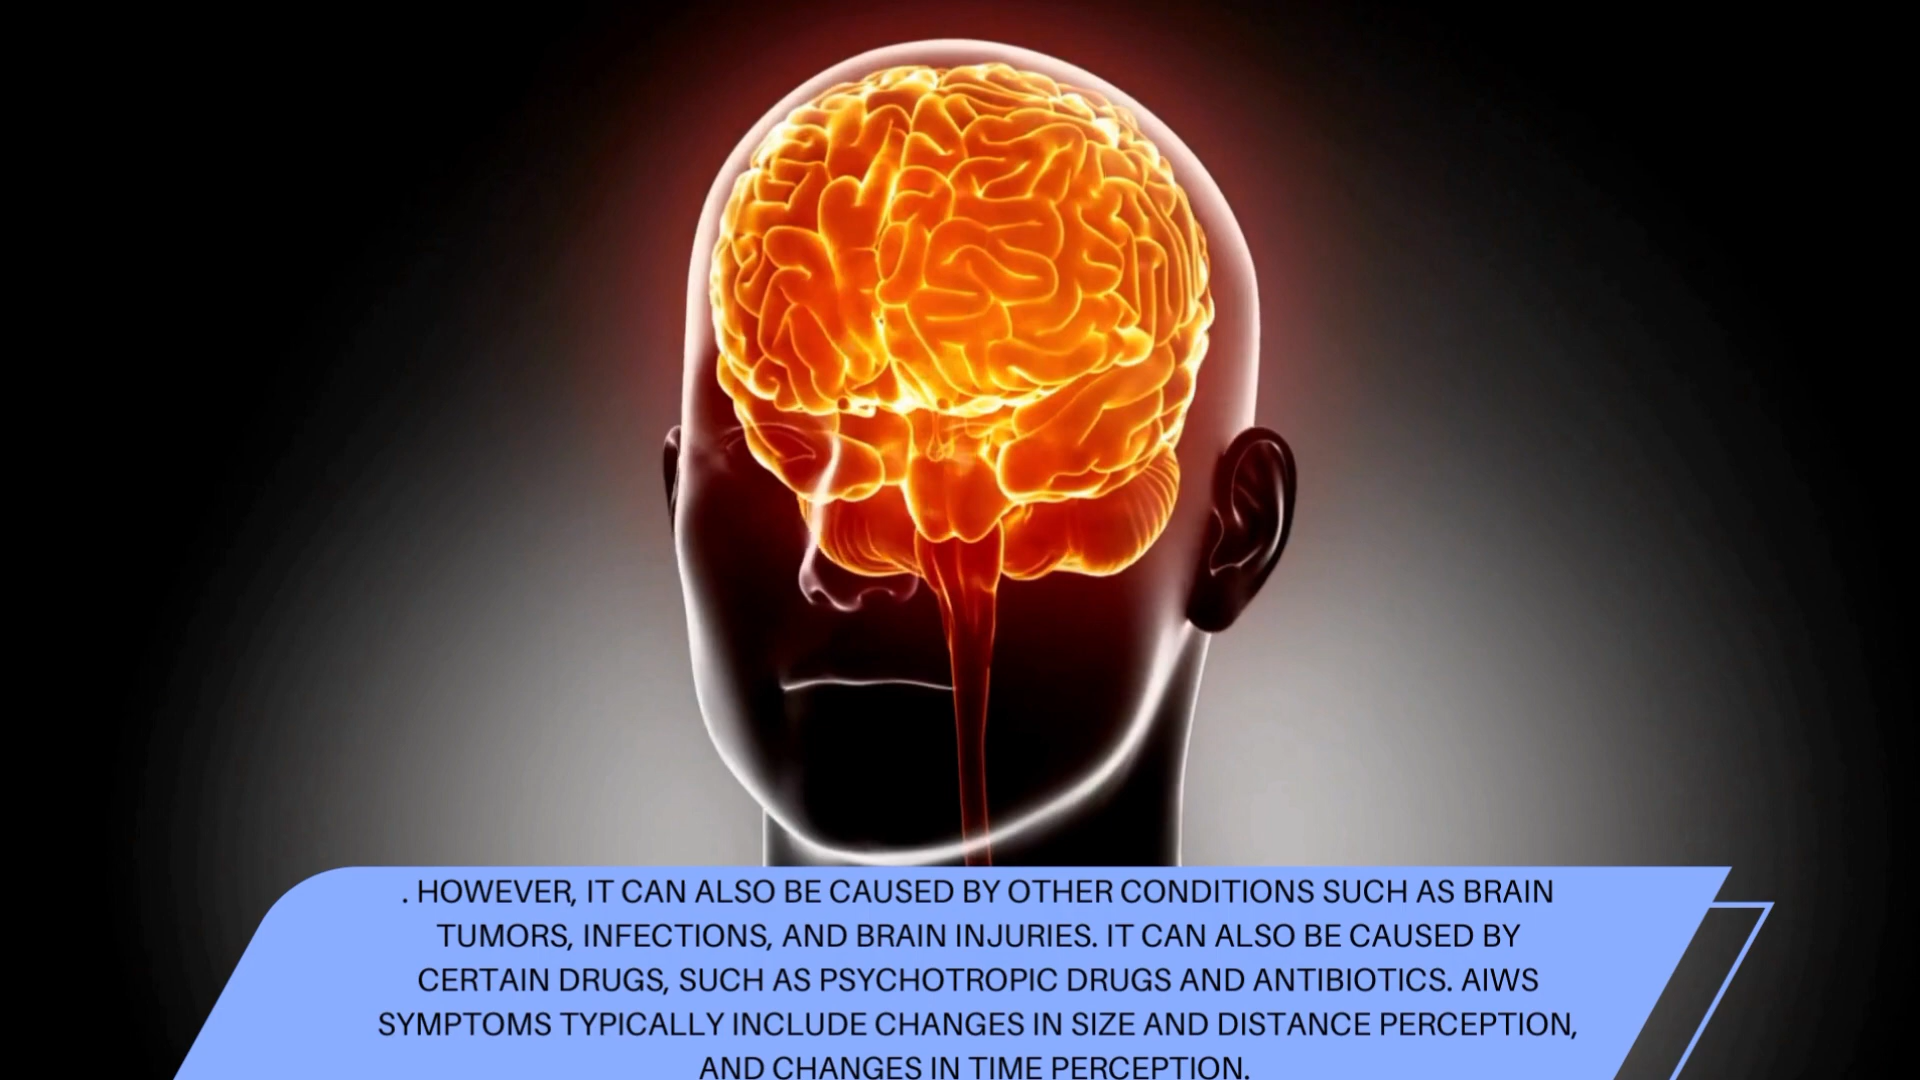 . HOWEVER, IT CAN ALSO BE CAUSED BY OTHER CONDITIONS SUCH AS BRAIN
TUMORS, INFECTIONS, AND BRAIN INJURIES. IT CAN ALSO BE CAUSED BY
CERTAIN DRUGS, SUCH AS PSYCHOTROPIC DRUGS AND ANTIBIOTICS. AIWS
SYMPTOMS TYPICALLY INCLUDE CHANGES IN SIZE AND DISTANCE PERCEPTION,
AND CHANGES IN TIME PERCEPTION.